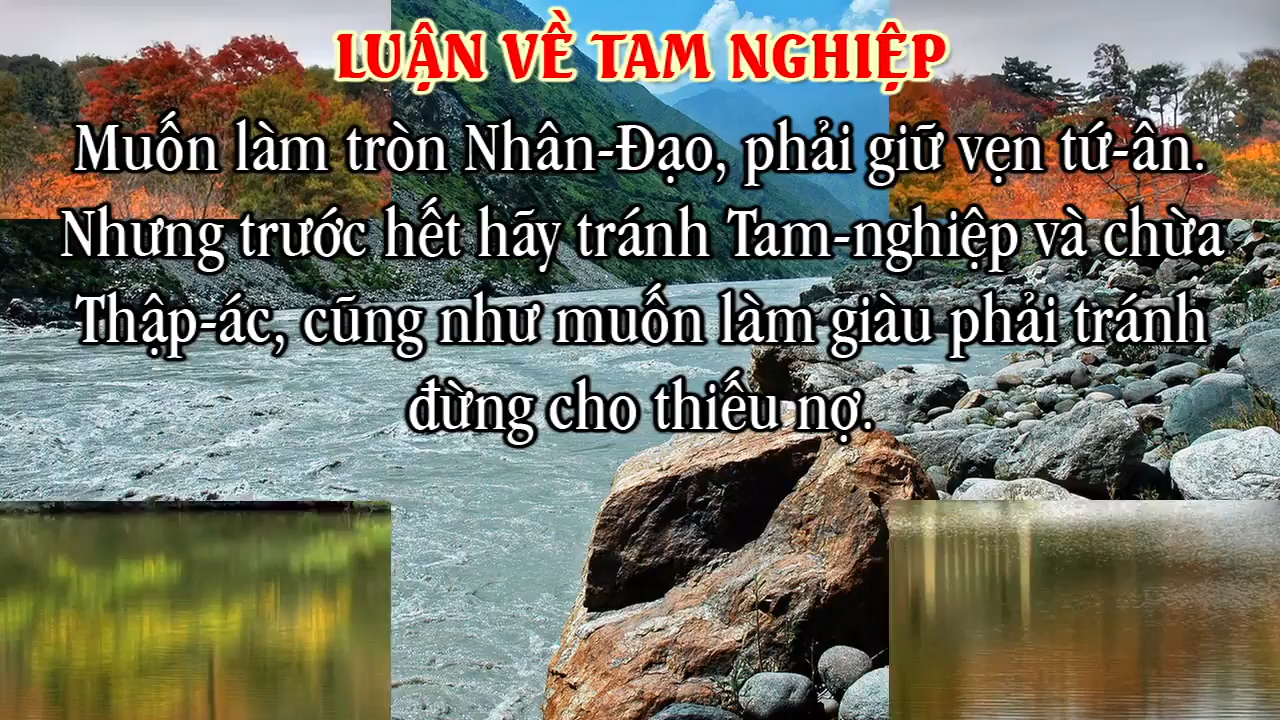 LUẬN VỀ TAM NGHIỆP
Muốn làm tròn Nhân-Đạo, phải giữ vẹn tứ-ân.
Nhưng trước hết hãy tránh Tam-nghiệp và chừa
Thập-ác, cũng như muốn làm giàu phải tránh
đừng cho thiếu nợ.